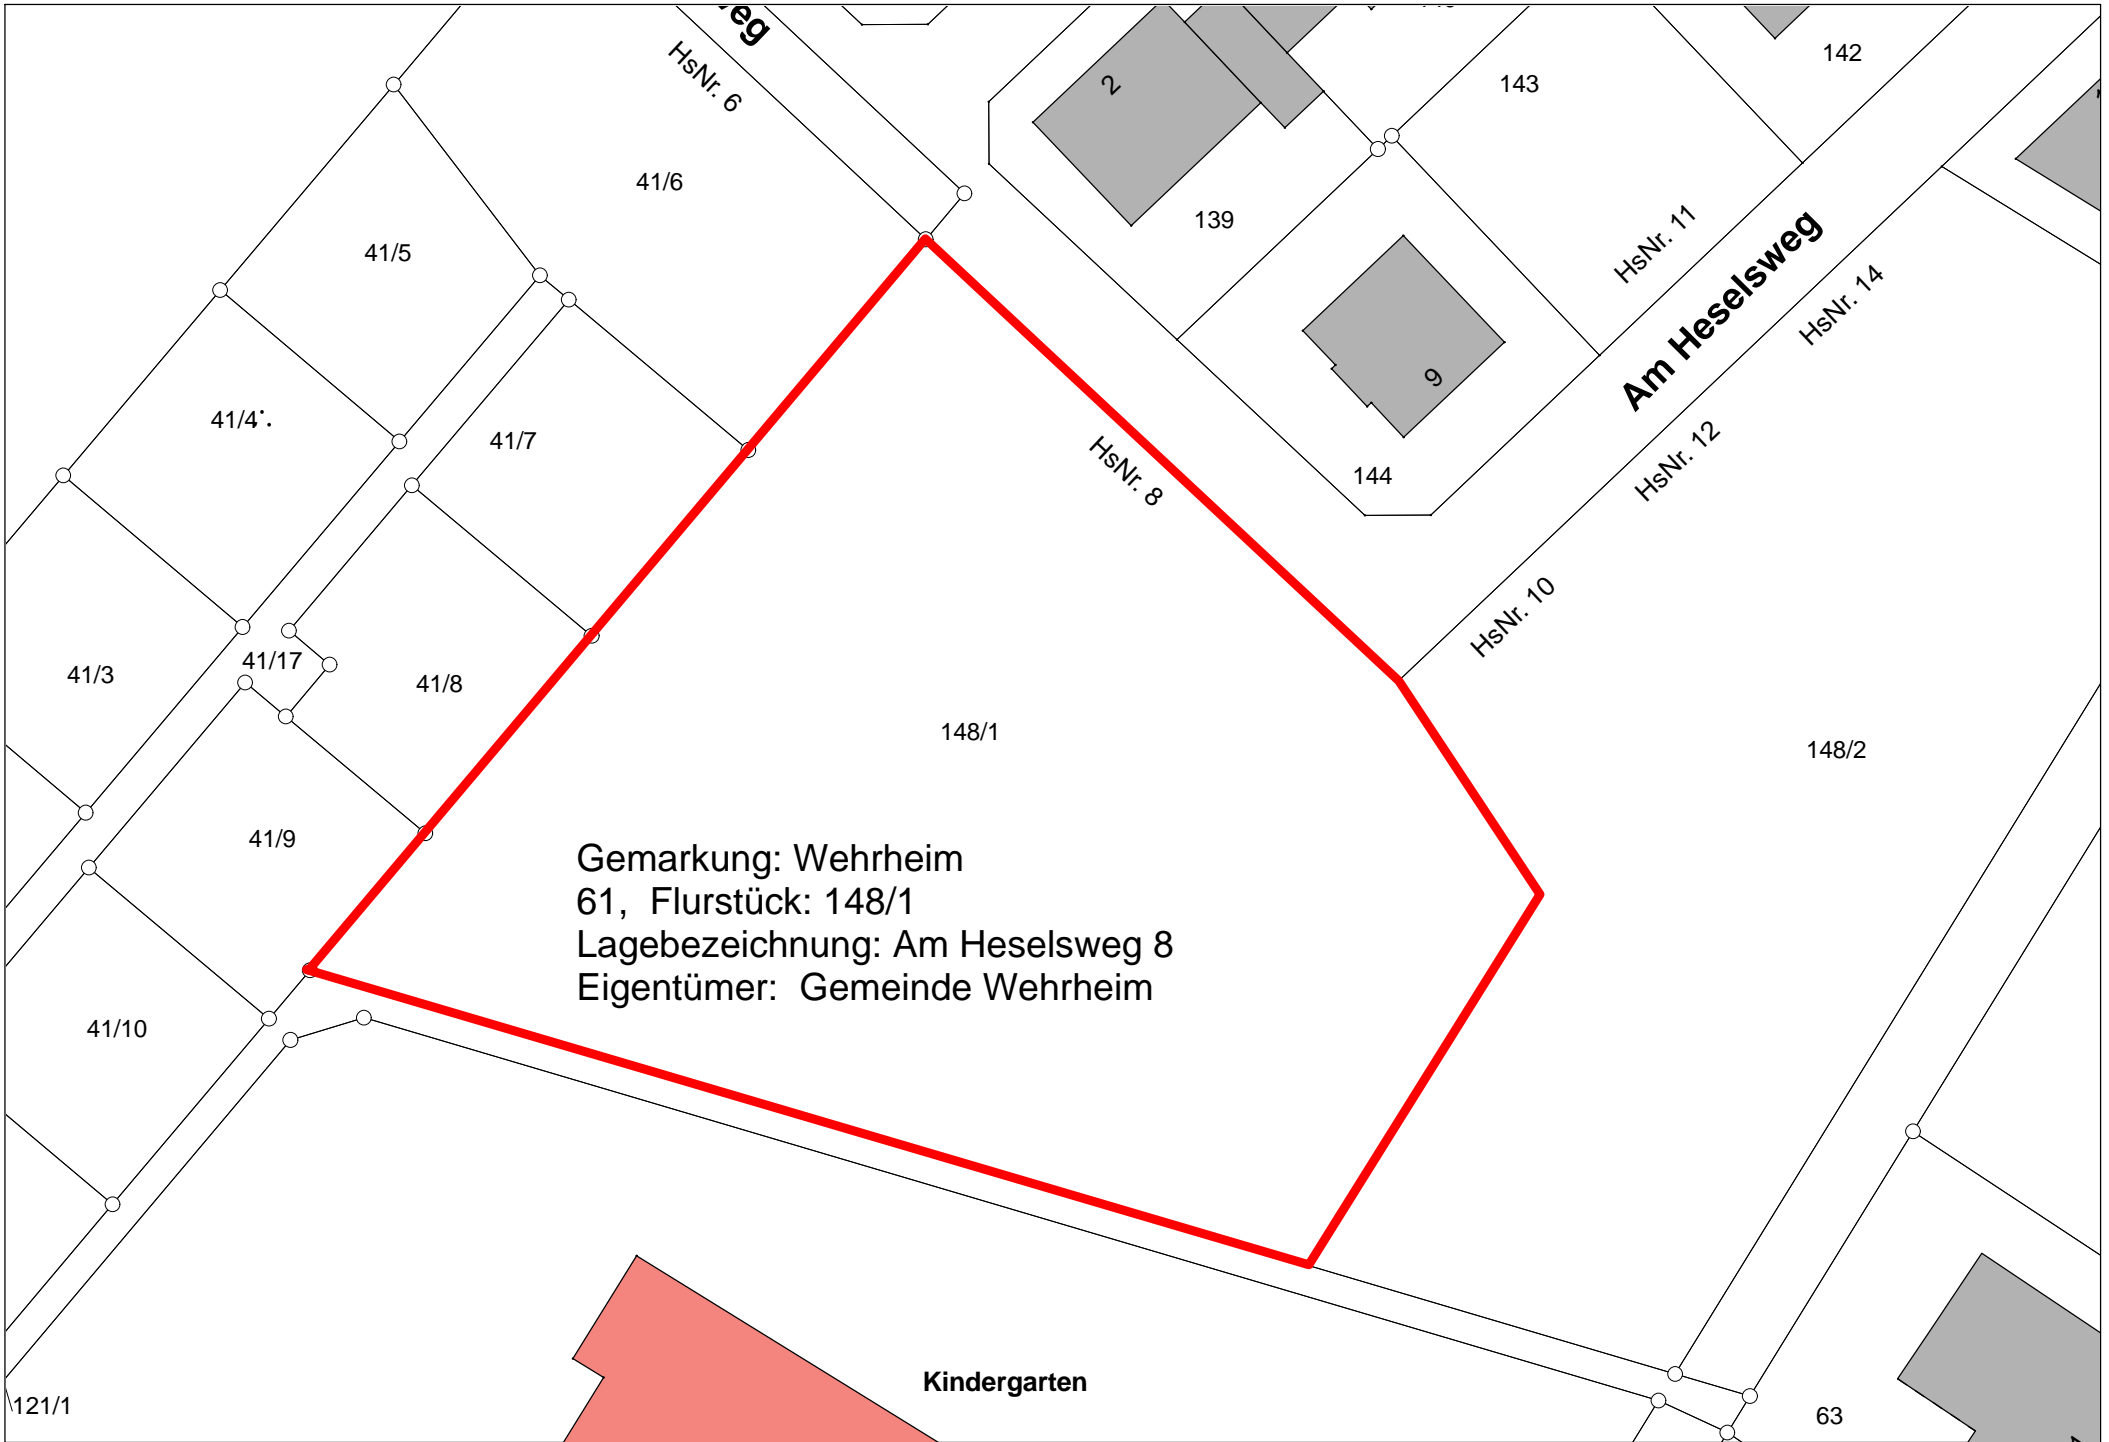 eg
HsNr. 6
2
143
142
41/6
139
41/5
HsNr. 11
Am Heselsweg
HsNr. 14
9
41/4
41/7
HsNr. 8
144
HsNr. 12
HsNr. 10
41/17
41/3
41/8
148/1
148/2
41/9
Gemarkung: Wehrheim
61, Flurstück: 148/1
Lagebezeichnung: Am Heselsweg 8
Eigentümer: Gemeinde Wehrheim
41/10
Kindergarten
121/1
63